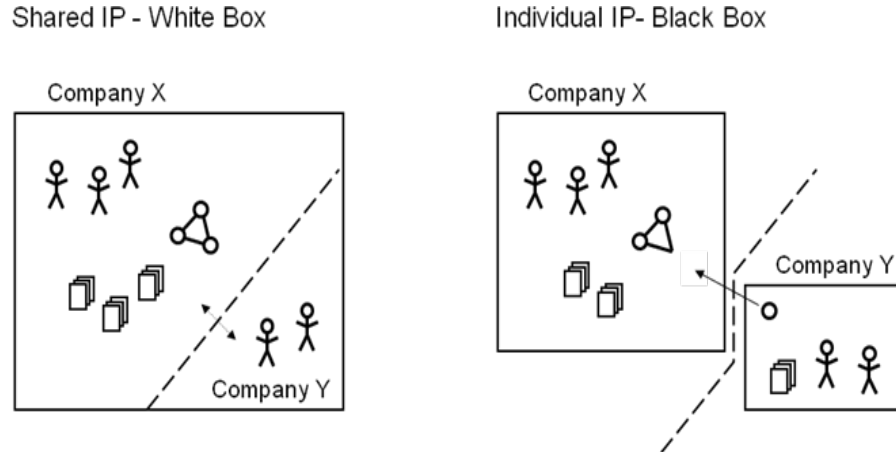 Shared IP - White Box
Individual IP- Black Box
Company X
Company Y
Company X
Company Y